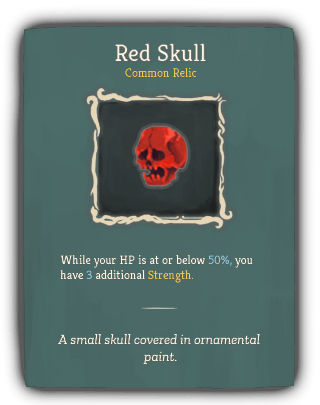 Red Skull
Common Relic
While your HP is at or below 50%, you
have 3 additional Strength.
A small skull covered in ornamental
paint.